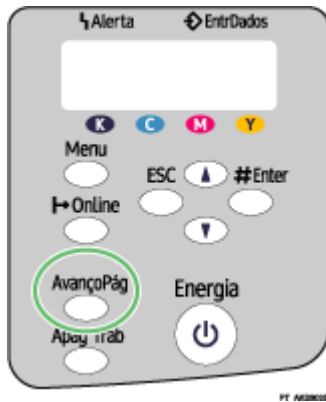 Alerta EntrDados
K C M Y
Menu
ESC #Enter
Online
AvançoPág Energia
Apag Trab